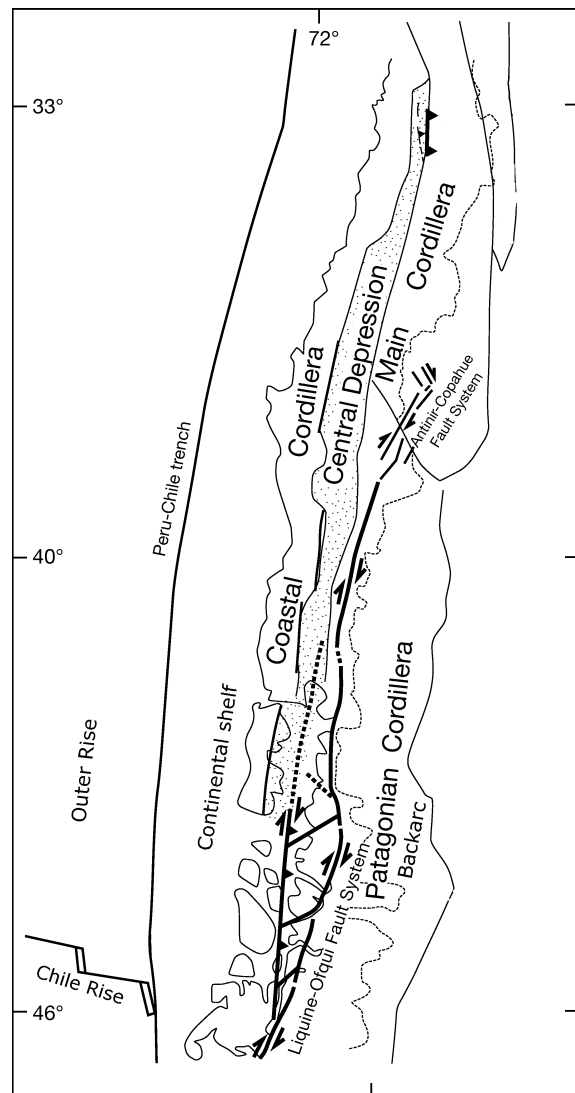 72°
33°
Cordillera
Main
Central Depression
Cordillera
Antinir-Copahue
Fault System
Peru-Chile trench
40°
Coastal
Continental shelf
Outer Rise
Patagonian Cordillera
Backarc
Liquine-Ofqui Fault System
Chile Rise
46°